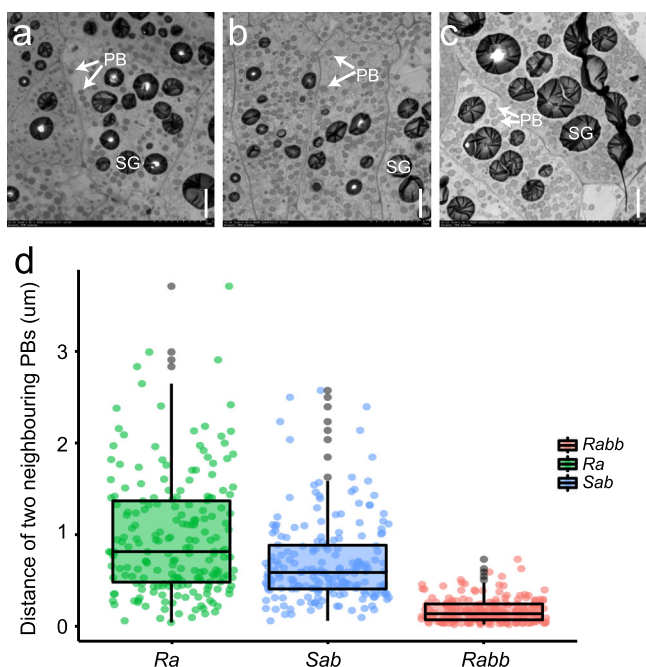 a
PB
SG
b
PB
SG
c
PB
SG
d
Distance of two neighbouring PBs (um)
3
2
1
0
Ra
Sab
Rabb
Rabb
Ra
Sab